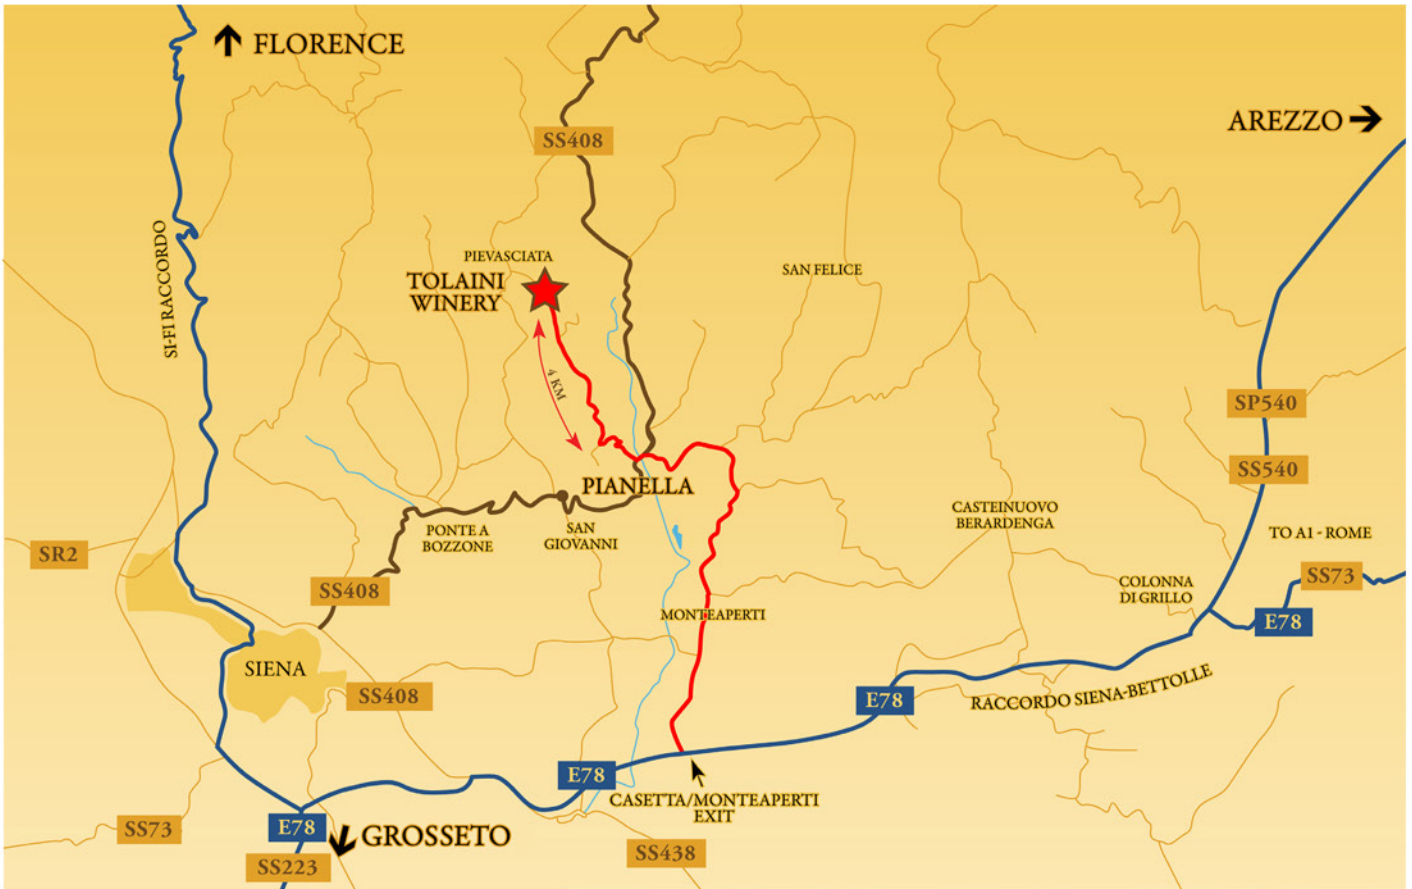 FLORENCE
AREZZO
SS408
SI-FI RACCORDO
PIEVASCIATA
TOLAINI
WINERY
SAN FELICE
4 KM
SP540
SS540
PIANELLA
PONTE A
BOZZONE
SAN
GIOVANNI
CASTEINUOVO
BERARDENGA
TO A1 - ROME
SR2
SS73
SS408
COLONNA
DI GRILLO
MONTEAPERTI
E78
SIENA
SS408
E78
RACCORDO SIENA-BETTOLLE
E78
CASETTA/MONTEAPERTI
EXIT
SS73
E78
GROSSETO
SS438
SS223